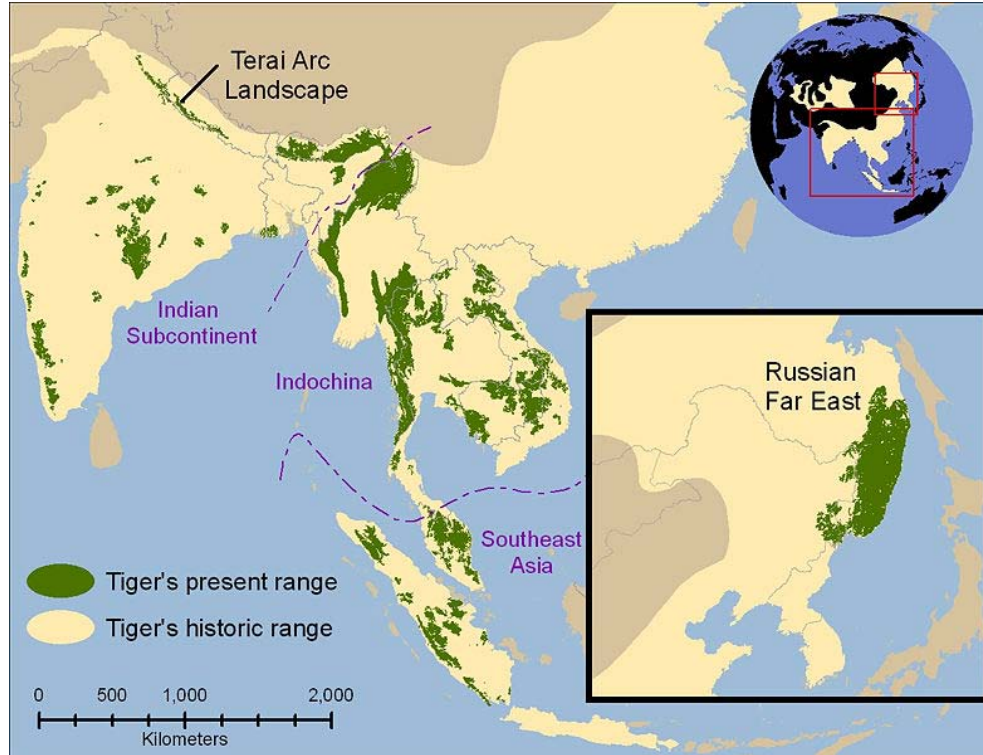 Terai Arc
Landscape
Indian
Subcontinent
Indochina
Russian
Far East
Southeast
Asia
Tiger's present range
Tiger's historic range
0 500 1,000 2,000
Kilometers